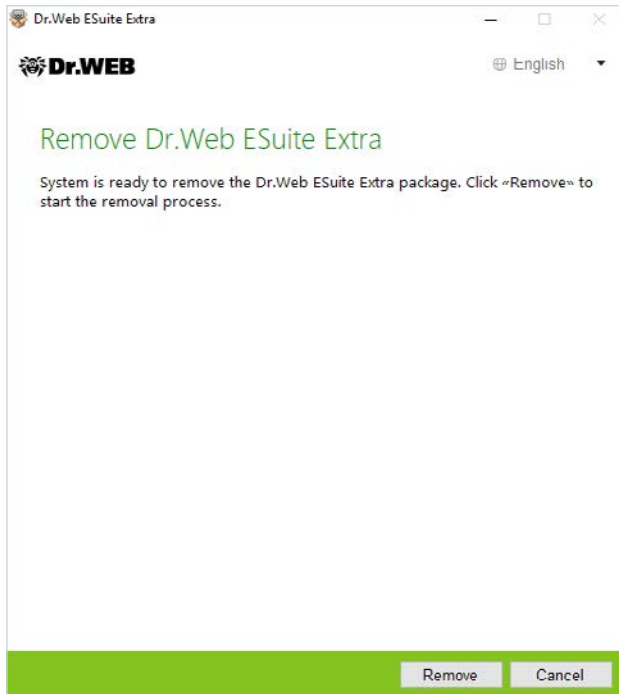 Dr.Web ESuite Extra
Dr.WEB
English
Remove Dr.Web ESuite Extra
System is ready to remove the Dr.Web ESuite Extra package. Click «Remove» to
start the removal process.
Remove
Cancel